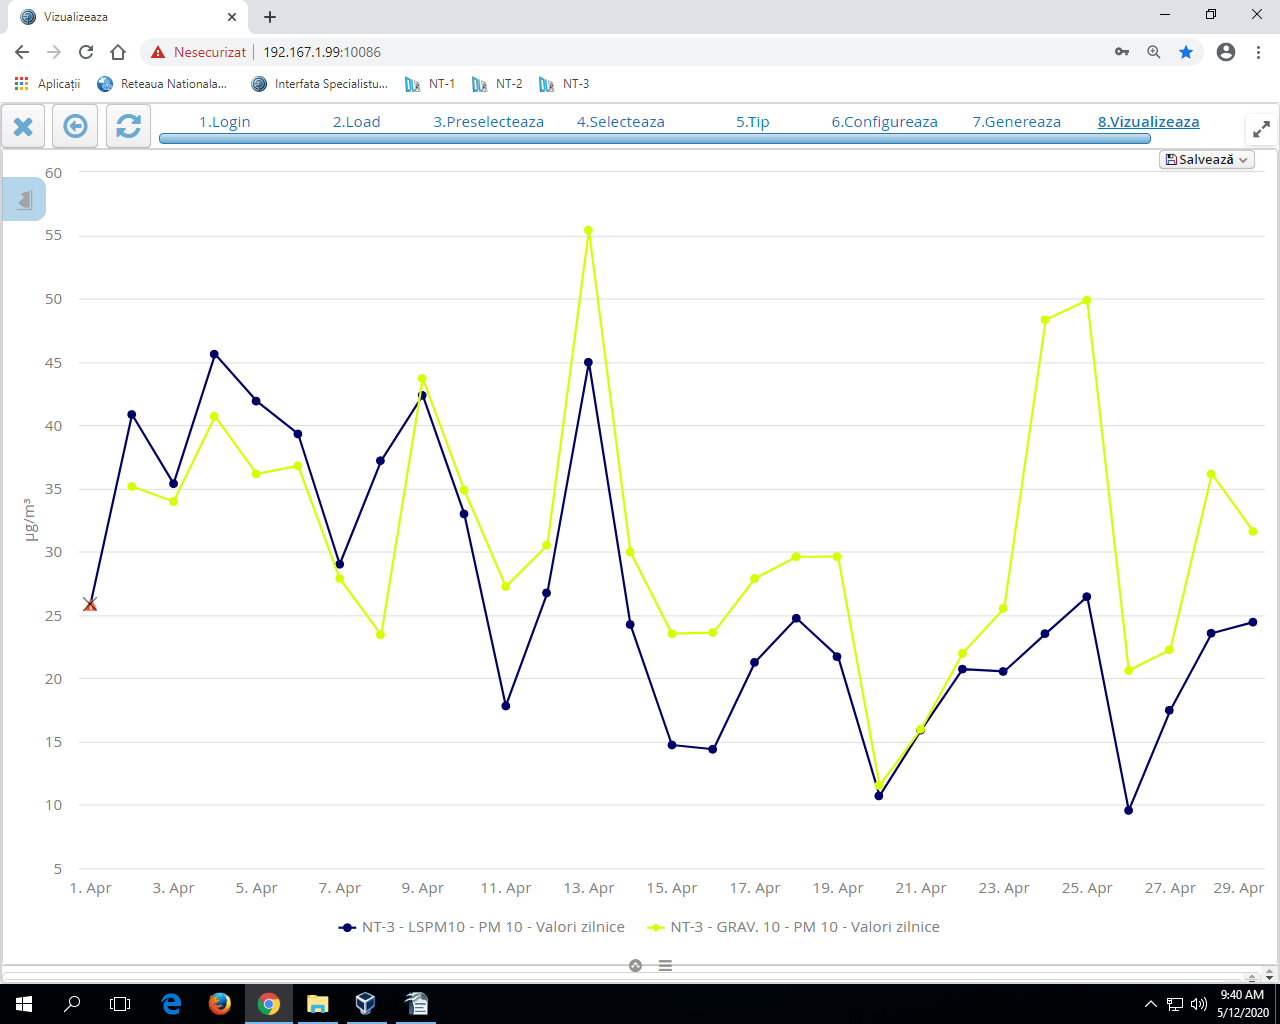 Vizualizeaza
Nesecurizat 192.167.1.99:10086
Aplicații Reteaua Nationala... Interfata Specialistu... NT-1 NT-2 NT-3
1.Login 2.Load 3.Preselecteaza 4.Selecteaza 5.Tip 6.Configureaza 7.Genereaza 8.Vizualizeaza
Salvează
60
55
50
45
40
35
30
25
20
15
10
5
µg/m³
1. Apr 3. Apr 5. Apr 7. Apr 9. Apr 11. Apr 13. Apr 15. Apr 17. Apr 19. Apr 21. Apr 23. Apr 25. Apr 27. Apr 29. Apr
NT-3 - LSPM10 - PM 10 - Valori zilnice NT-3 - GRAV. 10 - PM 10 - Valori zilnice
9:40 AM
5/12/2020